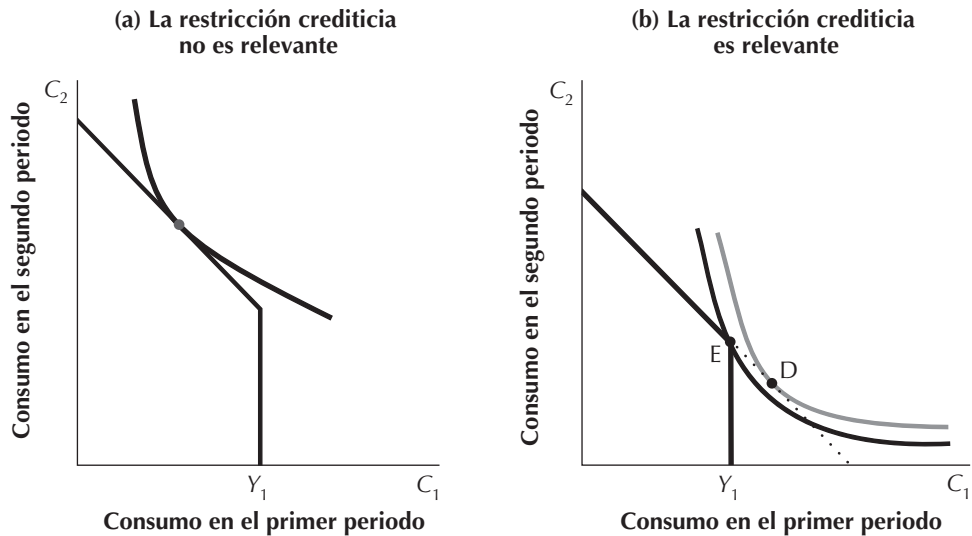 (a) La restricción crediticia
no es relevante
C₂
Consumo en el segundo periodo
Y₁
C₁
Consumo en el primer periodo
(b) La restricción crediticia
es relevante
C₂
Consumo en el segundo periodo
E
D
Y₁
C₁
Consumo en el primer periodo